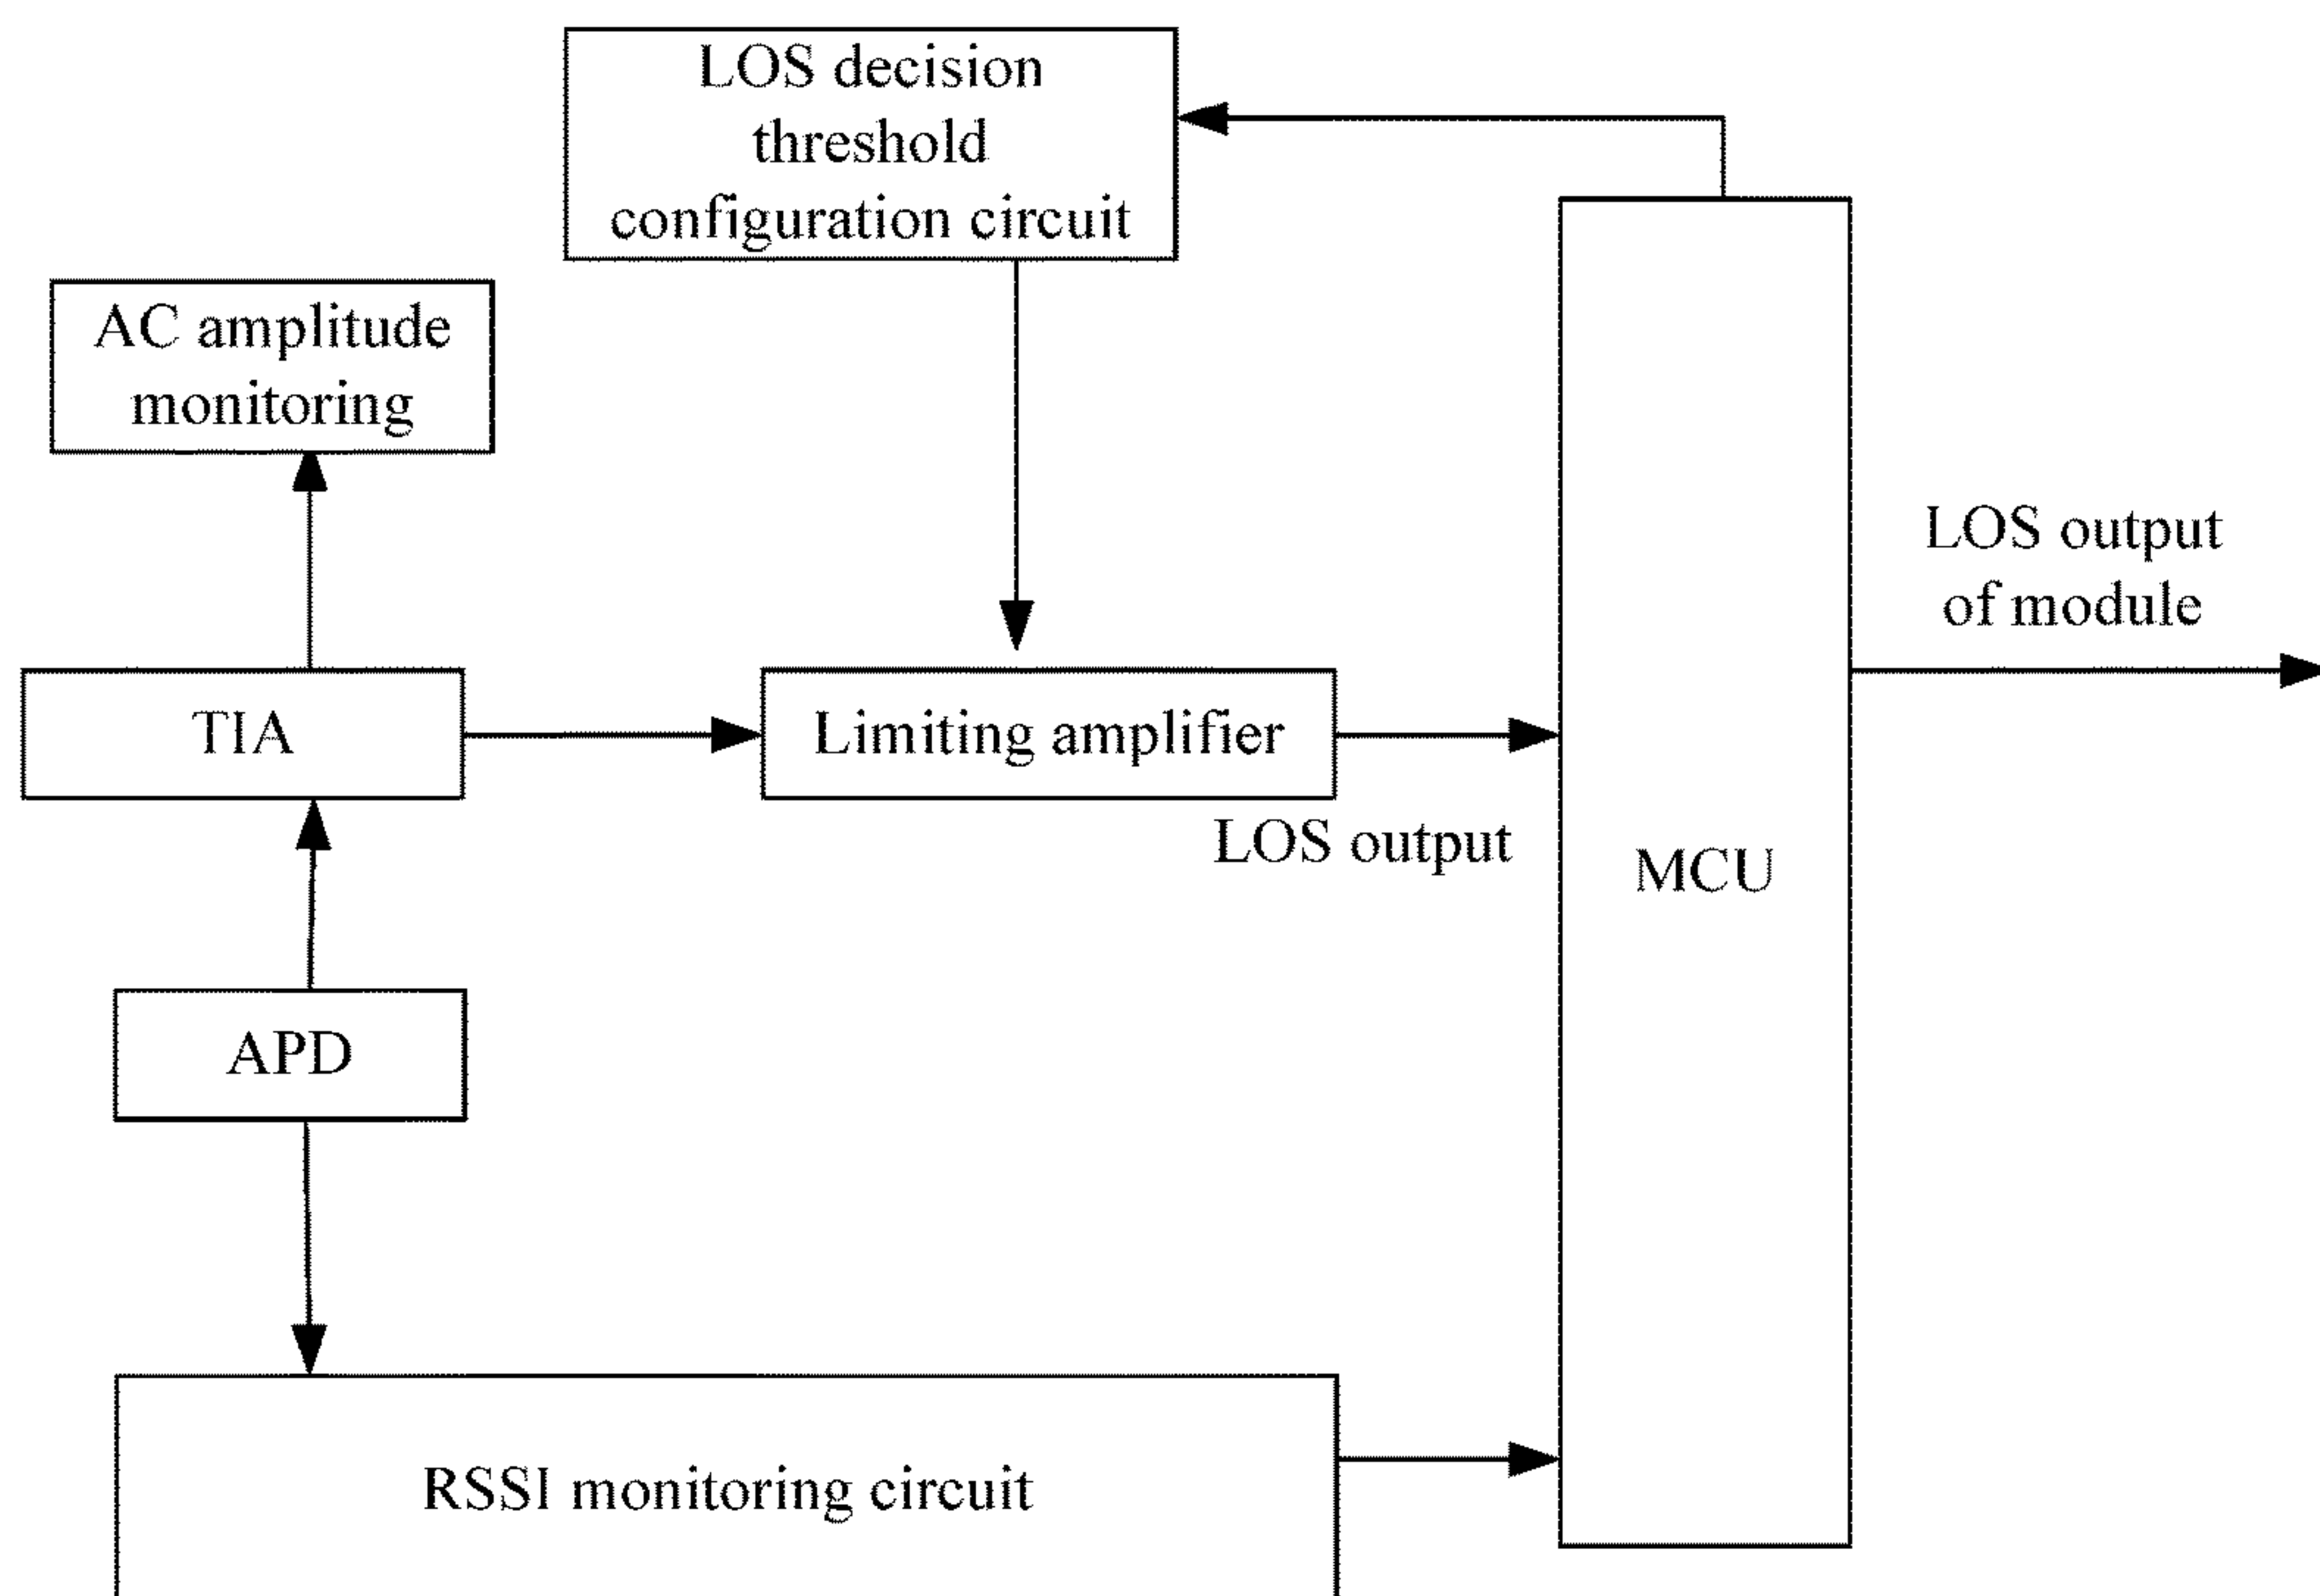 LOS decision
threshold
configuration circuit
AC amplitude
monitoring
LOS output
of module
TIA
Limiting amplifier
LOS output
MCU
APD
RSSI monitoring circuit